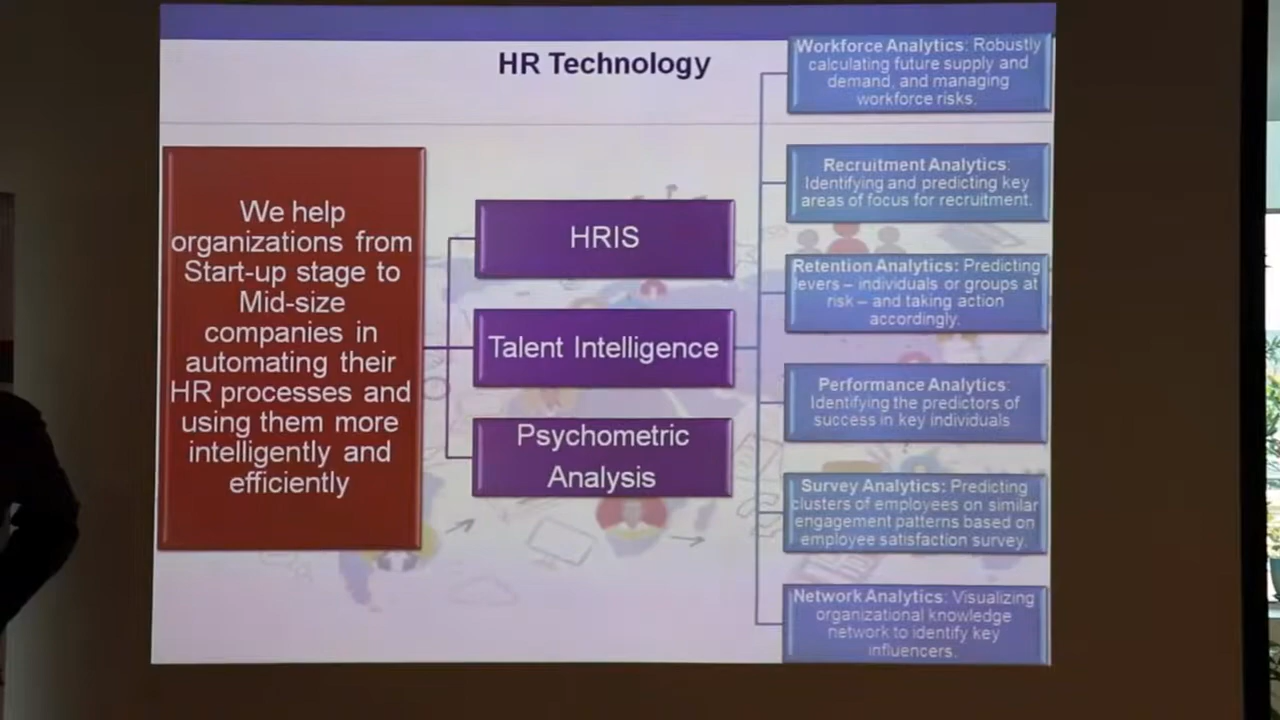 HR Technology
We help
organizations from
Start-up stage to
Mid-size
companies in
automating their
HR processes and
using them more
intelligently and
efficiently
HRIS
Talent Intelligence
Psychometric
Analysis
Workforce Analytics: Robustly
calculating future supply and
demand, and managing
workforce risks.
Recruitment Analytics:
Identifying and predicting key
areas of focus for recruitment.
Retention Analytics: Predicting
levers – individuals or groups at
risk – and taking action
accordingly.
Performance Analytics:
Identifying the predictors of
success in key individuals
Survey Analytics: Predicting
clusters of employees on similar
engagement patterns based on
employee satisfaction survey.
Network Analytics: Visualizing
organizational knowledge
network to identify key
influencers.